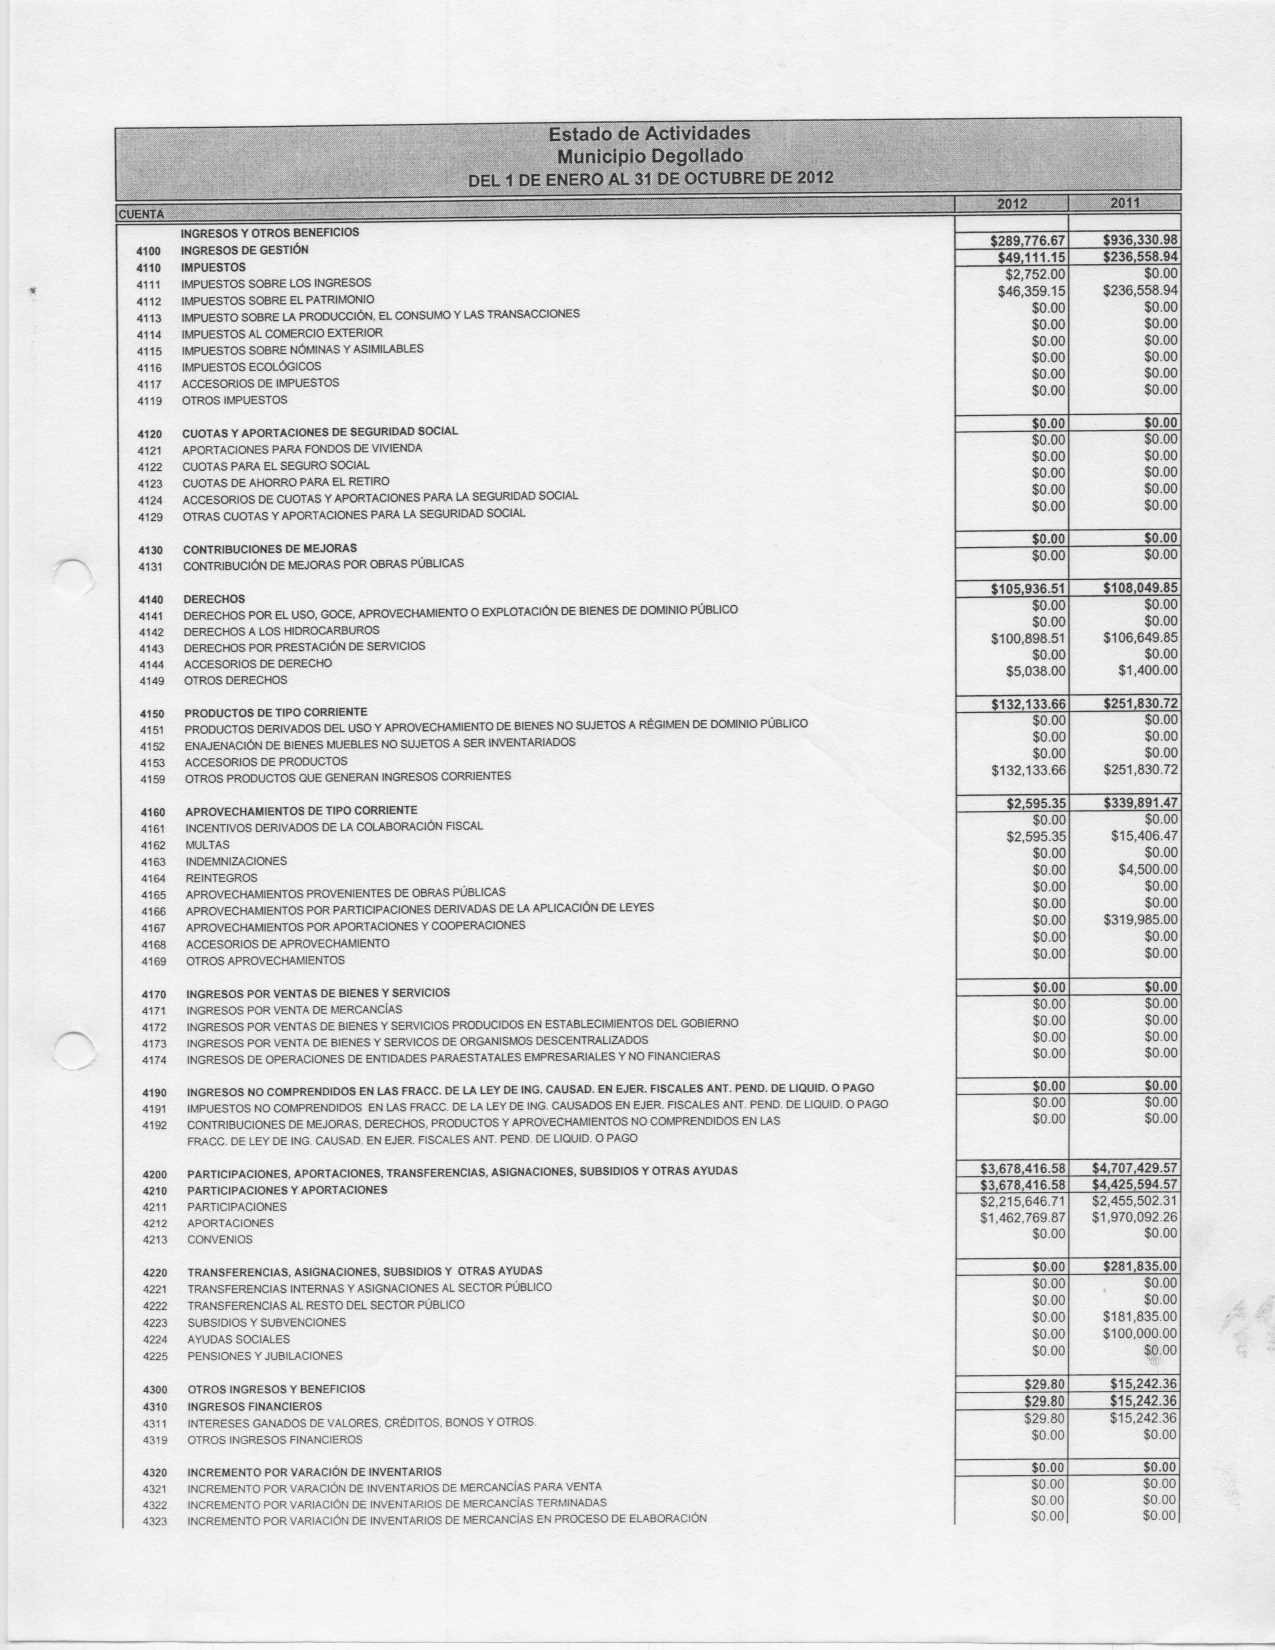 Estado de Actividades
Municipio Degollado
DEL 1 DE ENERO AL 31 DE OCTUBRE DE 2012
CUENTA 2012 2011
INGRESOS Y OTROS BENEFICIOS
4100 INGRESOS DE GESTIÓN $289,776.67 $936,330.98
4110 IMPUESTOS $49,111.15 $236,558.94
4111 IMPUESTOS SOBRE LOS INGRESOS $2,752.00 $0.00
4112 IMPUESTOS SOBRE EL PATRIMONIO $46,359.15 $236,558.94
4113 IMPUESTO SOBRE LA PRODUCCIÓN, EL CONSUMO Y LAS TRANSACCIONES $0.00 $0.00
4114 IMPUESTOS AL COMERCIO EXTERIOR $0.00 $0.00
4115 IMPUESTOS SOBRE NÓMINAS Y ASIMILABLES $0.00 $0.00
4116 IMPUESTOS ECOLÓGICOS $0.00 $0.00
4117 ACCESORIOS DE IMPUESTOS $0.00 $0.00
4119 OTROS IMPUESTOS $0.00 $0.00
4120 CUOTAS Y APORTACIONES DE SEGURIDAD SOCIAL $0.00 $0.00
4121 APORTACIONES PARA FONDOS DE VIVIENDA $0.00 $0.00
4122 CUOTAS PARA EL SEGURO SOCIAL $0.00 $0.00
4123 CUOTAS DE AHORRO PARA EL RETIRO $0.00 $0.00
4124 ACCESORIOS DE CUOTAS Y APORTACIONES PARA LA SEGURIDAD SOCIAL $0.00 $0.00
4129 OTRAS CUOTAS Y APORTACIONES PARA LA SEGURIDAD SOCIAL $0.00 $0.00
4130 CONTRIBUCIONES DE MEJORAS $0.00 $0.00
4131 CONTRIBUCIÓN DE MEJORAS POR OBRAS PÚBLICAS $0.00 $0.00
4140 DERECHOS $105,936.51 $108,049.85
4141 DERECHOS POR EL USO, GOCE, APROVECHAMIENTO O EXPLOTACIÓN DE BIENES DE DOMINIO PÚBLICO $0.00 $0.00
4142 DERECHOS A LOS HIDROCARBUROS $0.00 $0.00
4143 DERECHOS POR PRESTACIÓN DE SERVICIOS $100,898.51 $106,649.85
4144 ACCESORIOS DE DERECHO $0.00 $0.00
4149 OTROS DERECHOS $5,038.00 $1,400.00
4150 PRODUCTOS DE TIPO CORRIENTE $132,133.66 $251,830.72
4151 PRODUCTOS DERIVADOS DEL USO Y APROVECHAMIENTO DE BIENES NO SUJETOS A RÉGIMEN DE DOMINIO PÚBLICO $0.00 $0.00
4152 ENAJENACIÓN DE BIENES MUEBLES NO SUJETOS A SER INVENTARIADOS $0.00 $0.00
4153 ACCESORIOS DE PRODUCTOS $0.00 $0.00
4159 OTROS PRODUCTOS QUE GENERAN INGRESOS CORRIENTES $132,133.66 $251,830.72
4160 APROVECHAMIENTOS DE TIPO CORRIENTE $2,595.35 $339,891.47
4161 INCENTIVOS DERIVADOS DE LA COLABORACIÓN FISCAL $0.00 $0.00
4162 MULTAS $2,595.35 $15,406.47
4163 INDEMNIZACIONES $0.00 $0.00
4164 REINTEGROS $0.00 $4,500.00
4165 APROVECHAMIENTOS PROVENIENTES DE OBRAS PÚBLICAS $0.00 $0.00
4166 APROVECHAMIENTOS POR PARTICIPACIONES DERIVADAS DE LA APLICACIÓN DE LEYES $0.00 $0.00
4167 APROVECHAMIENTOS POR APORTACIONES Y COOPERACIONES $0.00 $319,985.00
4168 ACCESORIOS DE APROVECHAMIENTO $0.00 $0.00
4169 OTROS APROVECHAMIENTOS $0.00 $0.00
4170 INGRESOS POR VENTAS DE BIENES Y SERVICIOS $0.00 $0.00
4171 INGRESOS POR VENTA DE MERCANCÍAS $0.00 $0.00
4172 INGRESOS POR VENTAS DE BIENES Y SERVICIOS PRODUCIDOS EN ESTABLECIMIENTOS DEL GOBIERNO $0.00 $0.00
4173 INGRESOS POR VENTA DE BIENES Y SERVICOS DE ORGANISMOS DESCENTRALIZADOS $0.00 $0.00
4174 INGRESOS DE OPERACIONES DE ENTIDADES PARAESTATALES EMPRESARIALES Y NO FINANCIERAS $0.00 $0.00
4190 INGRESOS NO COMPRENDIDOS EN LAS FRACC. DE LA LEY DE ING. CAUSAD. EN EJER. FISCALES ANT. PEND. DE LIQUID. O PAGO $0.00 $0.00
4191 IMPUESTOS NO COMPRENDIDOS EN LAS FRACC. DE LA LEY DE ING. CAUSADOS EN EJER. FISCALES ANT. PEND. DE LIQUID. O PAGO $0.00 $0.00
4192 CONTRIBUCIONES DE MEJORAS, DERECHOS, PRODUCTOS Y APROVECHAMIENTOS NO COMPRENDIDOS EN LAS $0.00 $0.00
FRACC. DE LEY DE ING. CAUSAD. EN EJER. FISCALES ANT. PEND. DE LIQUID. O PAGO
4200 PARTICIPACIONES, APORTACIONES, TRANSFERENCIAS, ASIGNACIONES, SUBSIDIOS Y OTRAS AYUDAS $3,678,416.58 $4,707,429.57
4210 PARTICIPACIONES Y APORTACIONES $3,678,416.58 $4,425,594.57
4211 PARTICIPACIONES $2,215,646.71 $2,455,502.31
4212 APORTACIONES $1,462,769.87 $1,970,092.26
4213 CONVENIOS $0.00 $0.00
4220 TRANSFERENCIAS, ASIGNACIONES, SUBSIDIOS Y OTRAS AYUDAS $0.00 $281,835.00
4221 TRANSFERENCIAS INTERNAS Y ASIGNACIONES AL SECTOR PÚBLICO $0.00 $0.00
4222 TRANSFERENCIAS AL RESTO DEL SECTOR PÚBLICO $0.00 $0.00
4223 SUBSIDIOS Y SUBVENCIONES $0.00 $181,835.00
4224 AYUDAS SOCIALES $0.00 $100,000.00
4225 PENSIONES Y JUBILACIONES $0.00 $0.00
4300 OTROS INGRESOS Y BENEFICIOS $29.80 $15,242.36
4310 INGRESOS FINANCIEROS $29.80 $15,242.36
4311 INTERESES GANADOS DE VALORES, CRÉDITOS, BONOS Y OTROS. $29.80 $15,242.36
4319 OTROS INGRESOS FINANCIEROS $0.00 $0.00
4320 INCREMENTO POR VARACIÓN DE INVENTARIOS $0.00 $0.00
4321 INCREMENTO POR VARACIÓN DE INVENTARIOS DE MERCANCÍAS PARA VENTA $0.00 $0.00
4322 INCREMENTO POR VARIACIÓN DE INVENTARIOS DE MERCANCÍAS TERMINADAS $0.00 $0.00
4323 INCREMENTO POR VARIACIÓN DE INVENTARIOS DE MERCANCÍAS EN PROCESO DE ELABORACIÓN $0.00 $0.00